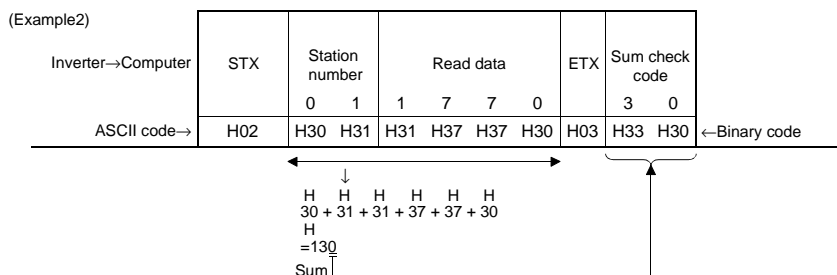 (Example2)
Inverter→Computer STX Station number Read data ETX Sum check code
0 1 1 7 7 0 3 0
ASCII code→ H02 H30 H31 H31 H37 H37 H30 H03 H33 H30 ←Binary code
↓
H H H H H H
30 + 31 + 31 + 37 + 37 + 30
H
=130
Sum